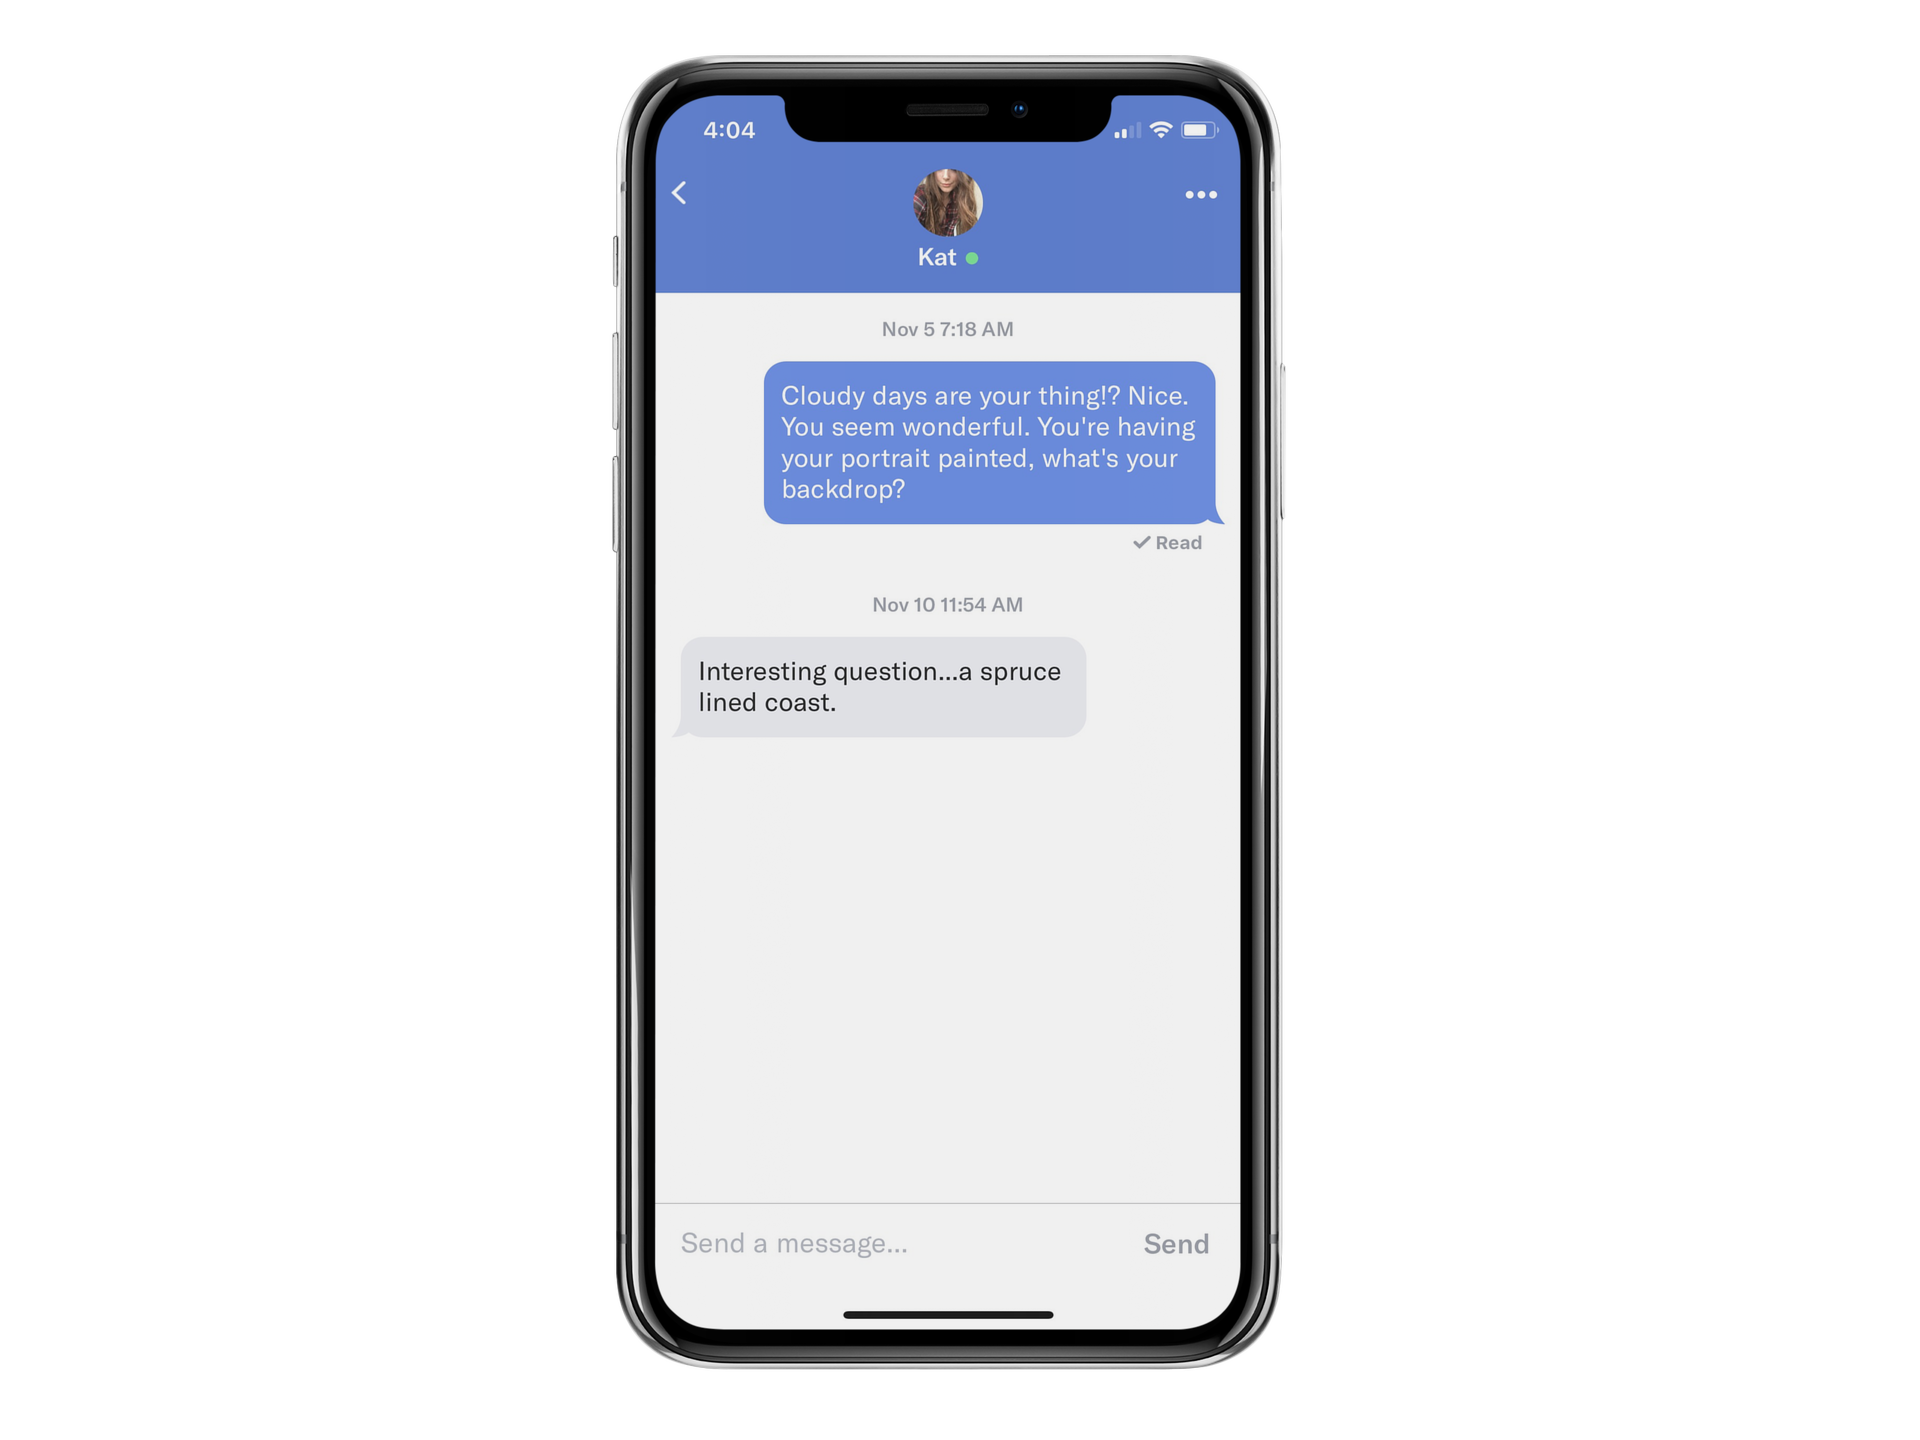 4:04
Kat
Nov 5 7:18 AM
Cloudy days are your thing!? Nice.
You seem wonderful. You're having
your portrait painted, what's your
backdrop?
Read
Nov 10 11:54 AM
Interesting question...a spruce
lined coast.
Send a message... Send